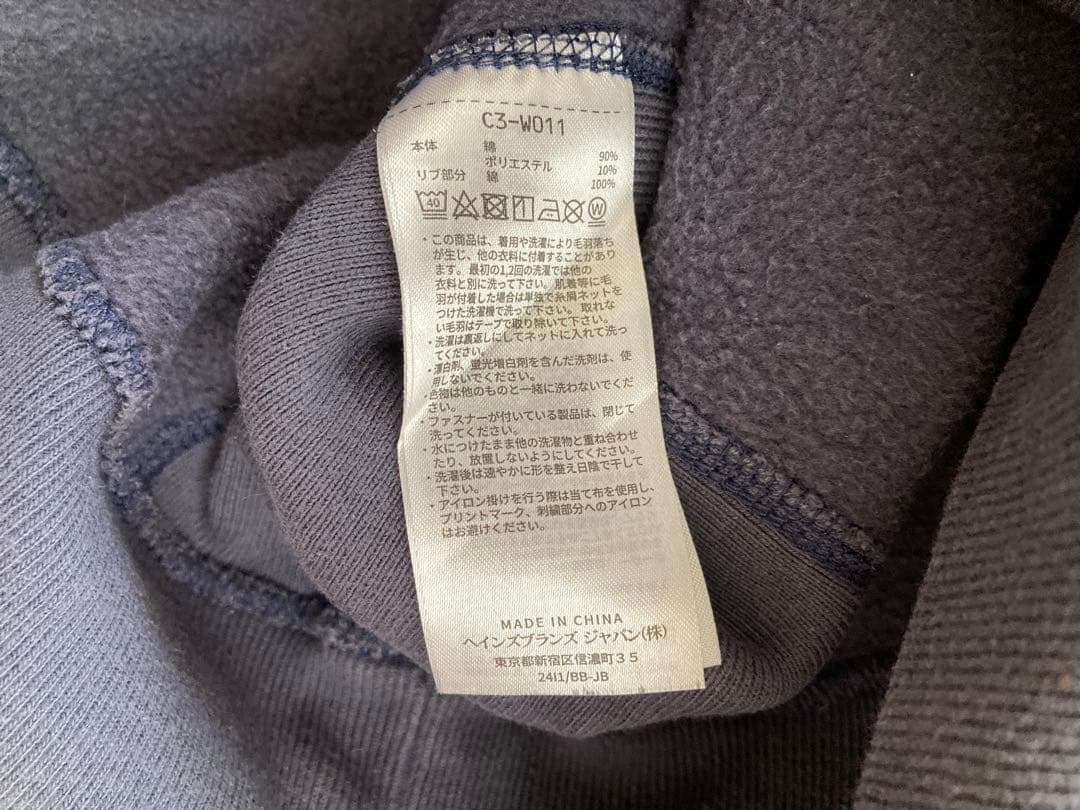 C3-W011
本体 綿 90%
ポリエステル 10%
リブ部分 綿 100%
40 W
・この商品は、着用や洗濯により毛羽落ち
が生じ、他の衣料に付着することがあり
ます。最初の1,2回の洗濯では他の
衣料と別に洗って下さい。肌着等に毛
羽が付着した場合は単独で糸屑ネットを
つけた洗濯機で洗って下さい。取れな
い毛羽はテープで取り除いて下さい。
・洗濯は裏返しにしてネットに入れて洗っ
てください。
・漂白剤、蛍光増白剤を含んだ洗剤は、使
用しないでください。
・色物は他のものと一緒に洗わないでくだ
さい。
・ファスナーが付いている製品は、閉じて
洗ってください。
・水につけたまま他の洗濯物と重ね合わせ
たり、放置しないようにしてください。
・洗濯後は速やかに形を整え日陰で干して
下さい。
・アイロン掛けを行う際は当て布を使用し、
プリントマーク、刺繍部分へのアイロン
はお避けください。
MADE IN CHINA
ヘインズブランズ ジャパン(株)
東京都新宿区信濃町35
24I1/BB-JB